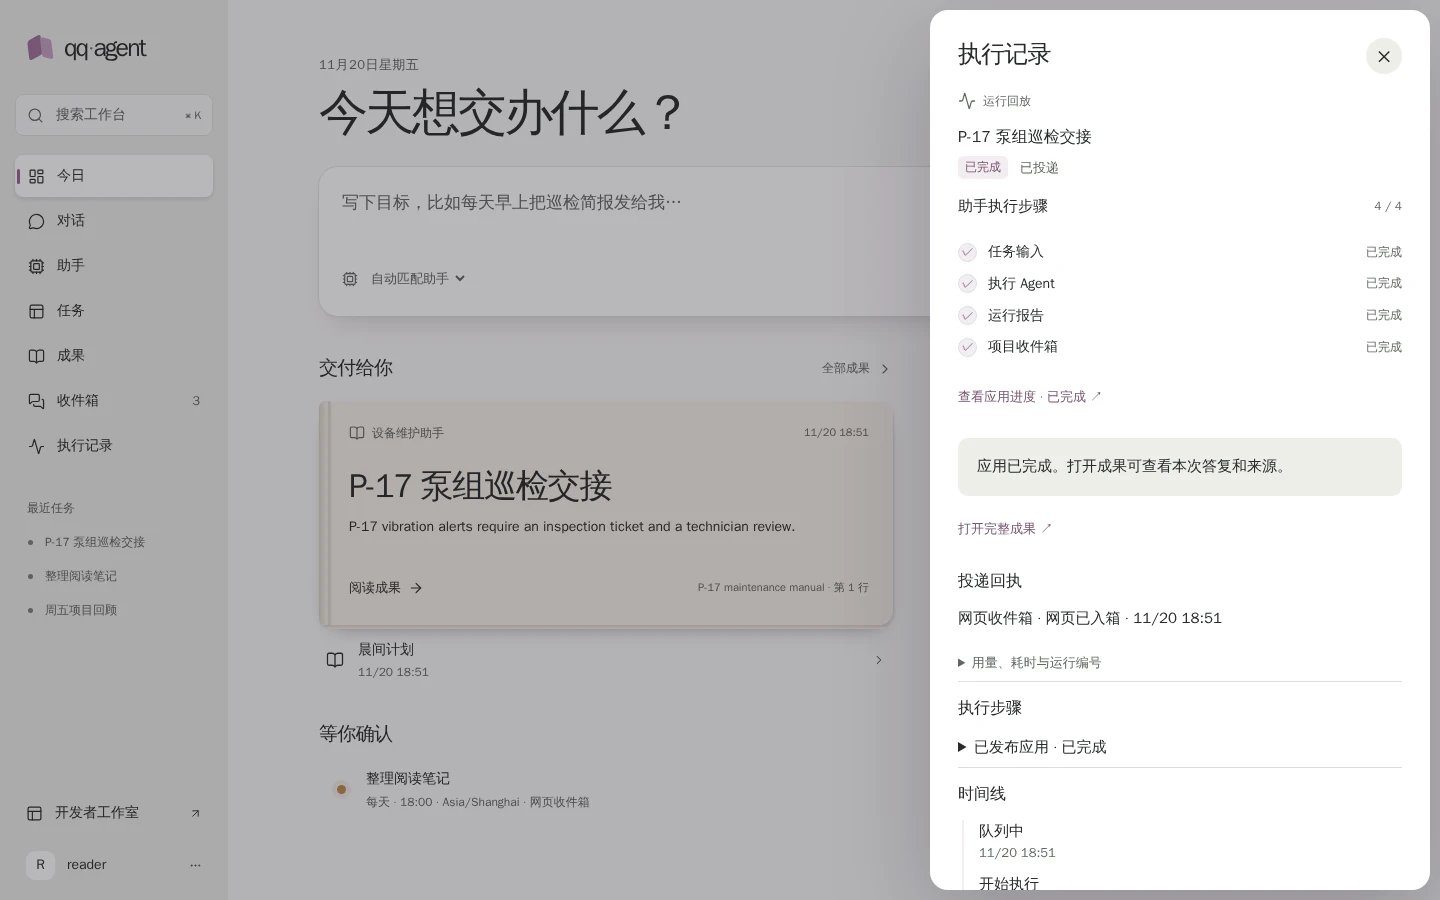 qq·agent
搜索工作台
⌘ K
今日
对话
助手
任务
成果
收件箱
3
执行记录
最近任务
P-17 泵组巡检交接
整理阅读笔记
周五项目回顾
开发者工作室
R
reader
11月20日星期五
今天想交办什么？
写下目标，比如每天早上把巡检简报发给我…
自动匹配助手
交付给你
全部成果
设备维护助手
11/20 18:51
P-17 泵组巡检交接
P-17 vibration alerts require an inspection ticket and a technician review.
阅读成果
P-17 maintenance manual · 第 1 行
晨间计划
11/20 18:51
等你确认
整理阅读笔记
每天 · 18:00 · Asia/Shanghai · 网页收件箱
执行记录
运行回放
P-17 泵组巡检交接
已完成 已投递
助手执行步骤 4 / 4
任务输入 已完成
执行 Agent 已完成
运行报告 已完成
项目收件箱 已完成
查看应用进度 · 已完成 ↗
应用已完成。打开成果可查看本次答复和来源。
打开完整成果 ↗
投递回执
网页收件箱 · 网页已入箱 · 11/20 18:51
用量、耗时与运行编号
执行步骤
已发布应用 · 已完成
时间线
队列中
11/20 18:51
开始执行